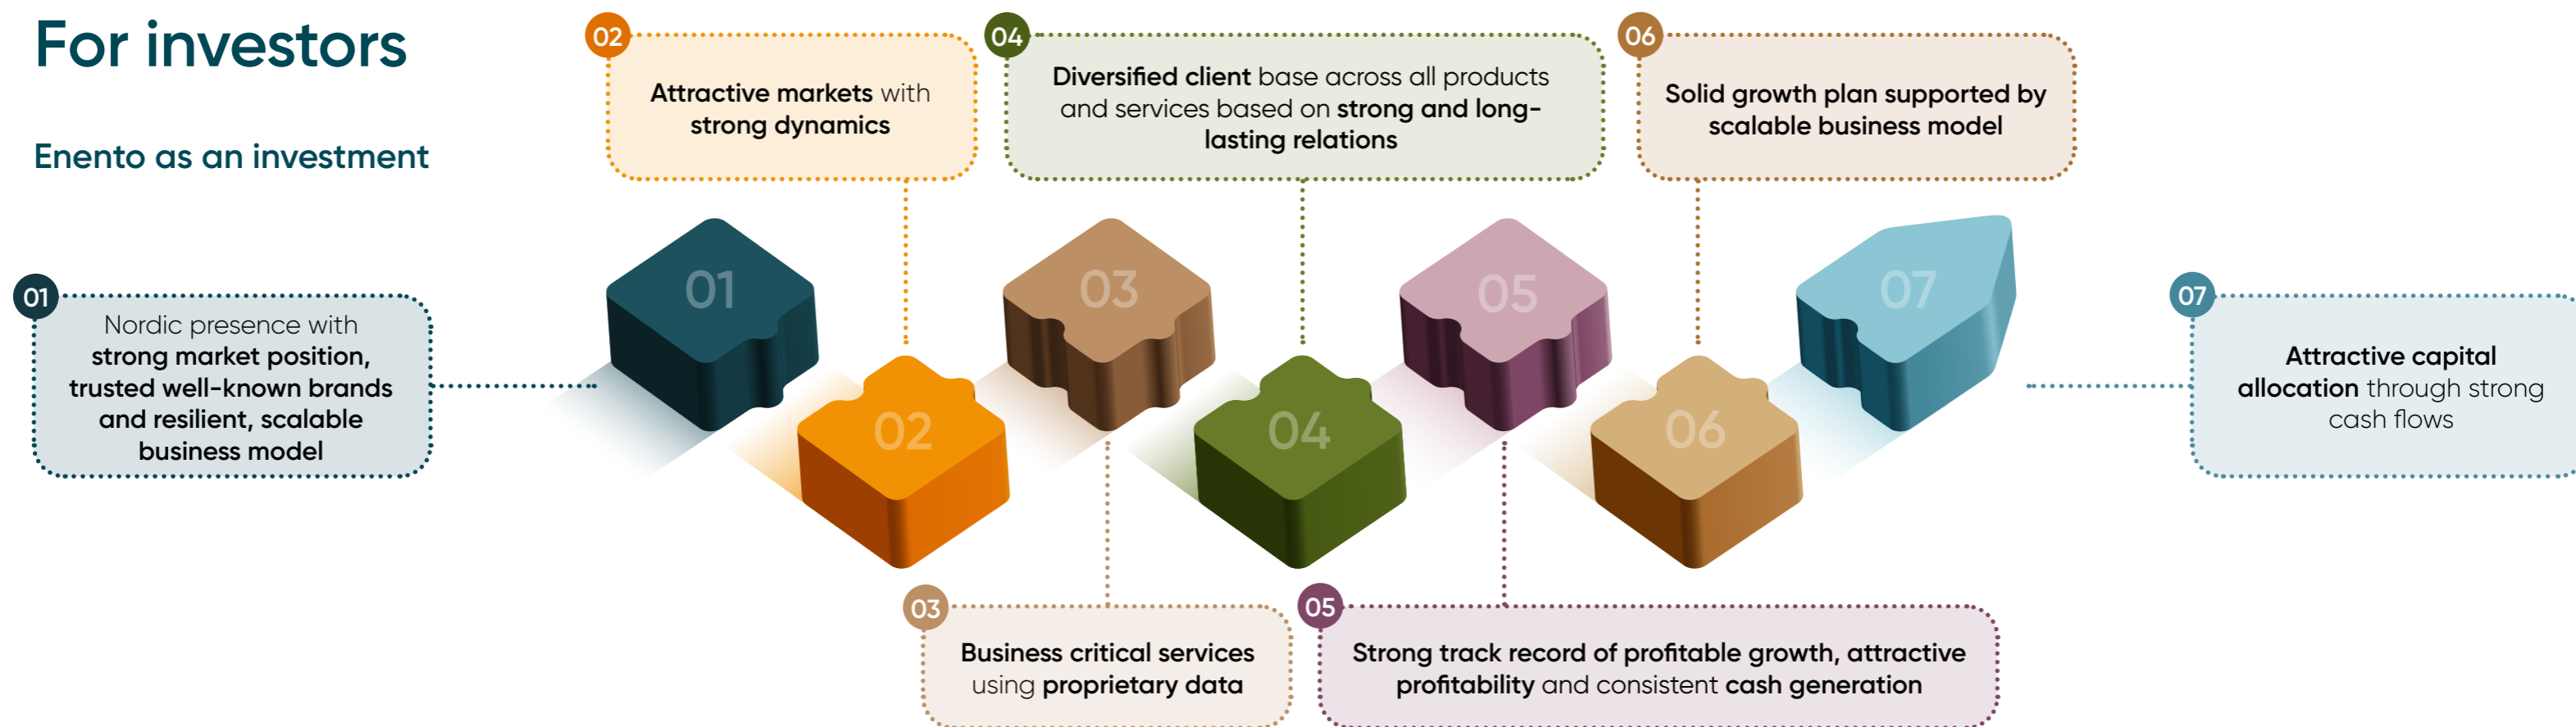 For investors
Enento as an investment
01
Nordic presence with
strong market position,
trusted well-known brands
and resilient, scalable
business model
02
Attractive markets with
strong dynamics
03
Business critical services
using proprietary data
04
Diversified client base across all products
and services based on strong and long-
lasting relations
05
Strong track record of profitable growth, attractive
profitability and consistent cash generation
06
Solid growth plan supported by
scalable business model
07
Attractive capital
allocation through strong
cash flows
01
02
03
04
05
06
07